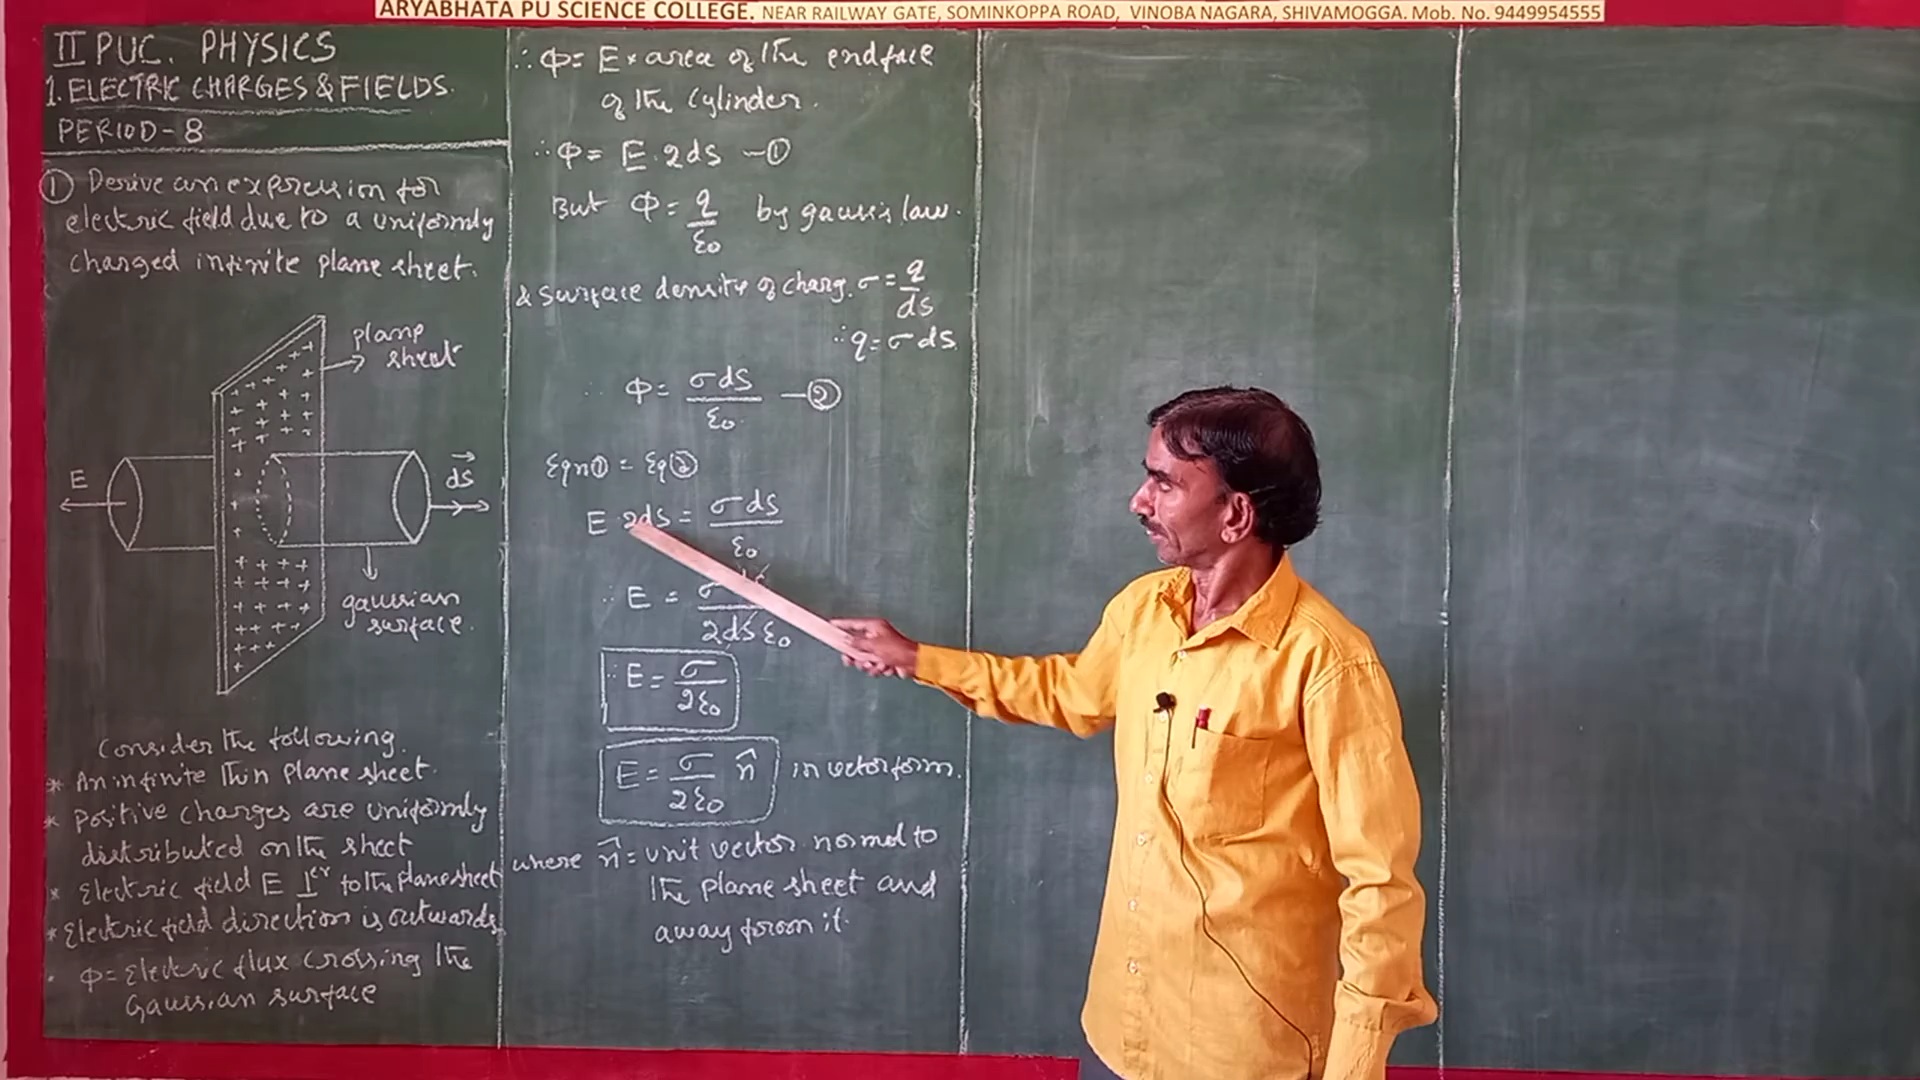 ARYABHATA PU SCIENCE COLLEGE. NEAR RAILWAY GATE, SOMINKOPPA ROAD, VINOBA NAGARA, SHIVAMOGGA. Mob. No. 9449954555
II PUC. PHYSICS
1. ELECTRIC CHARGES & FIELDS.
PERIOD-8
① Derive an expression for
electric field due to a uniformly
charged infinite plane sheet.
plane
sheet
E
ds⃗
gaussian
surface.
Consider the following.
* An infinite thin plane sheet.
* Positive charges are uniformly
distributed on the sheet
* Electric field E ⊥er to the plane sheet
* Electric field direction is outwards
. Φ = Electric flux crossing the
Gaussian surface
∴ Φ = E × area of the end face
of the cylinder.
∴ Φ = E · 2ds —①
But Φ = q/ε₀ by gauss's law.
& Surface density of charg. σ = q/ds
∴ q = σ ds.
∴ Φ = σds/ε₀ —②
Eqn① = Eq②
E · 2ds = σ ds/ε₀
∴ E = σ ds/2ds ε₀
∴ E = σ/2ε₀
E = σ/2ε₀ n̂ in vector form.
where n̂ = unit vector normal to
the plane sheet and
away from it.